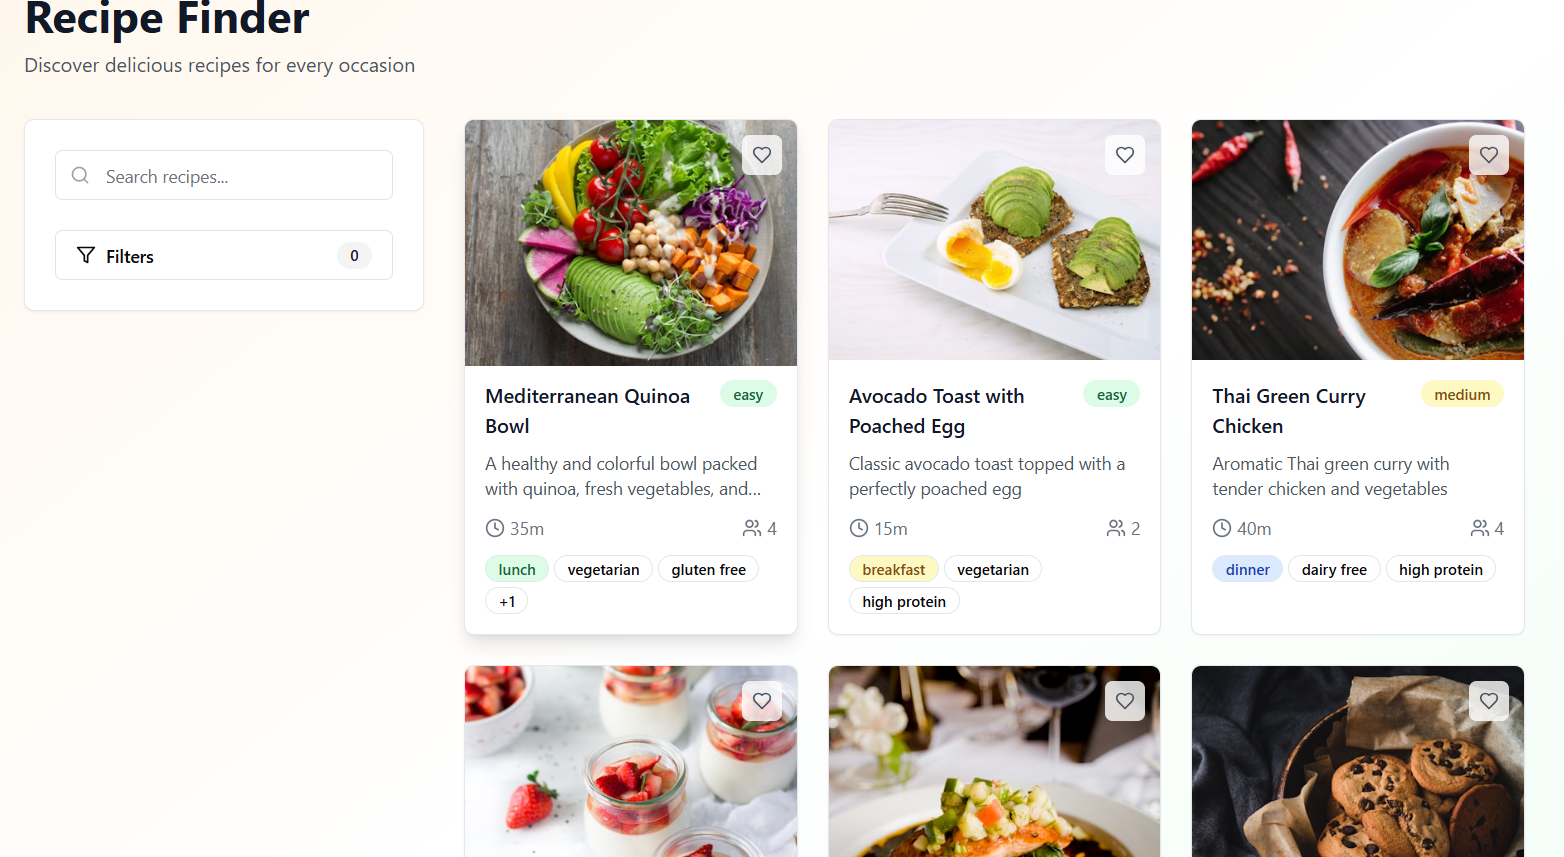 Recipe Finder
Discover delicious recipes for every occasion
Search recipes...
Filters 0
Mediterranean Quinoa Bowl
easy
A healthy and colorful bowl packed
with quinoa, fresh vegetables, and...
35m 4
lunch vegetarian gluten free
+1
Avocado Toast with
Poached Egg
easy
Classic avocado toast topped with a
perfectly poached egg
15m 2
breakfast vegetarian
high protein
Thai Green Curry
Chicken
medium
Aromatic Thai green curry with
tender chicken and vegetables
40m 4
dinner dairy free high protein